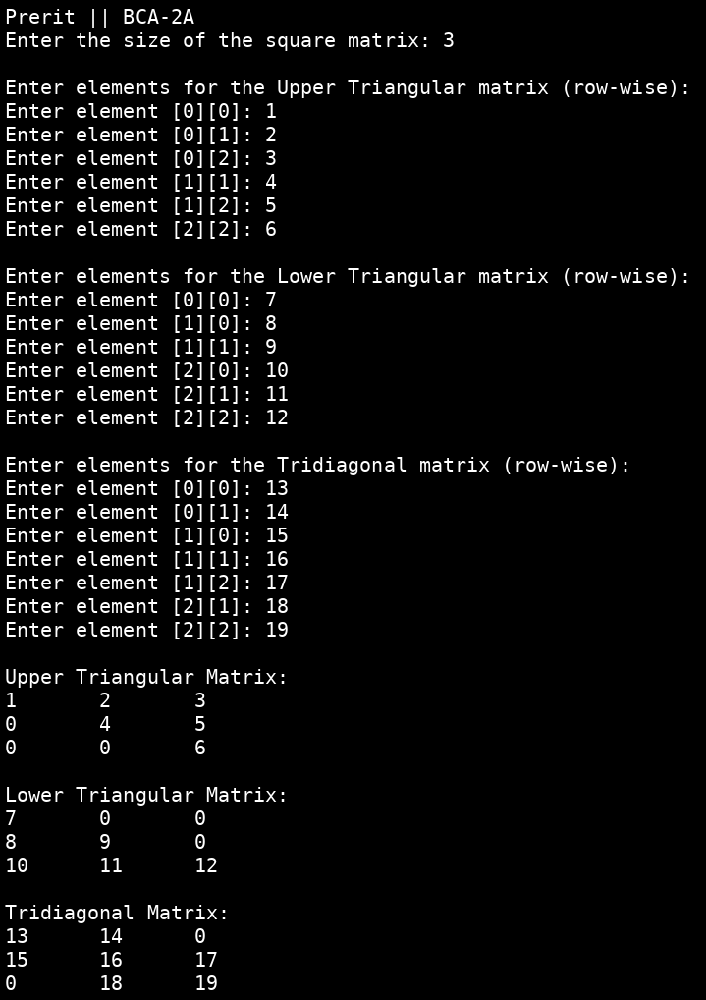 Prerit || BCA-2A
Enter the size of the square matrix: 3
Enter elements for the Upper Triangular matrix (row-wise):
Enter element [0][0]: 1
Enter element [0][1]: 2
Enter element [0][2]: 3
Enter element [1][1]: 4
Enter element [1][2]: 5
Enter element [2][2]: 6
Enter elements for the Lower Triangular matrix (row-wise):
Enter element [0][0]: 7
Enter element [1][0]: 8
Enter element [1][1]: 9
Enter element [2][0]: 10
Enter element [2][1]: 11
Enter element [2][2]: 12
Enter elements for the Tridiagonal matrix (row-wise):
Enter element [0][0]: 13
Enter element [0][1]: 14
Enter element [1][0]: 15
Enter element [1][1]: 16
Enter element [1][2]: 17
Enter element [2][1]: 18
Enter element [2][2]: 19
Upper Triangular Matrix:
1 2 3
0 4 5
0 0 6
Lower Triangular Matrix:
7 0 0
8 9 0
10 11 12
Tridiagonal Matrix:
13 14 0
15 16 17
0 18 19